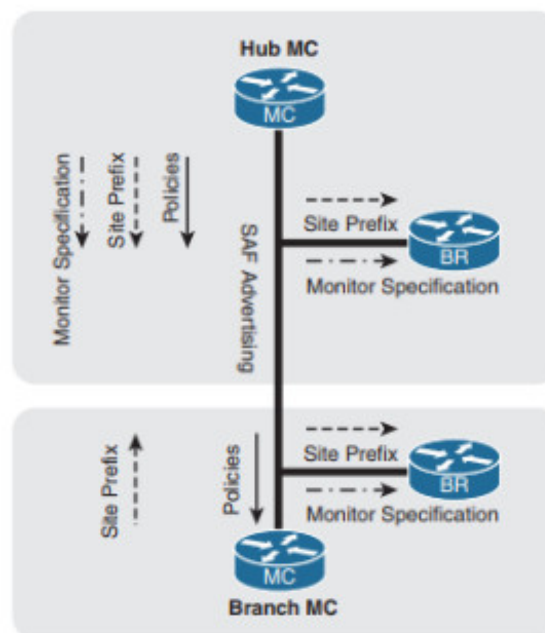 Hub MC
MC
Monitor Specification
Site Prefix
Policies
SAF Advertising
Site Prefix
BR
Monitor Specification
Site Prefix
Policies
Site Prefix
BR
Monitor Specification
MC
Branch MC